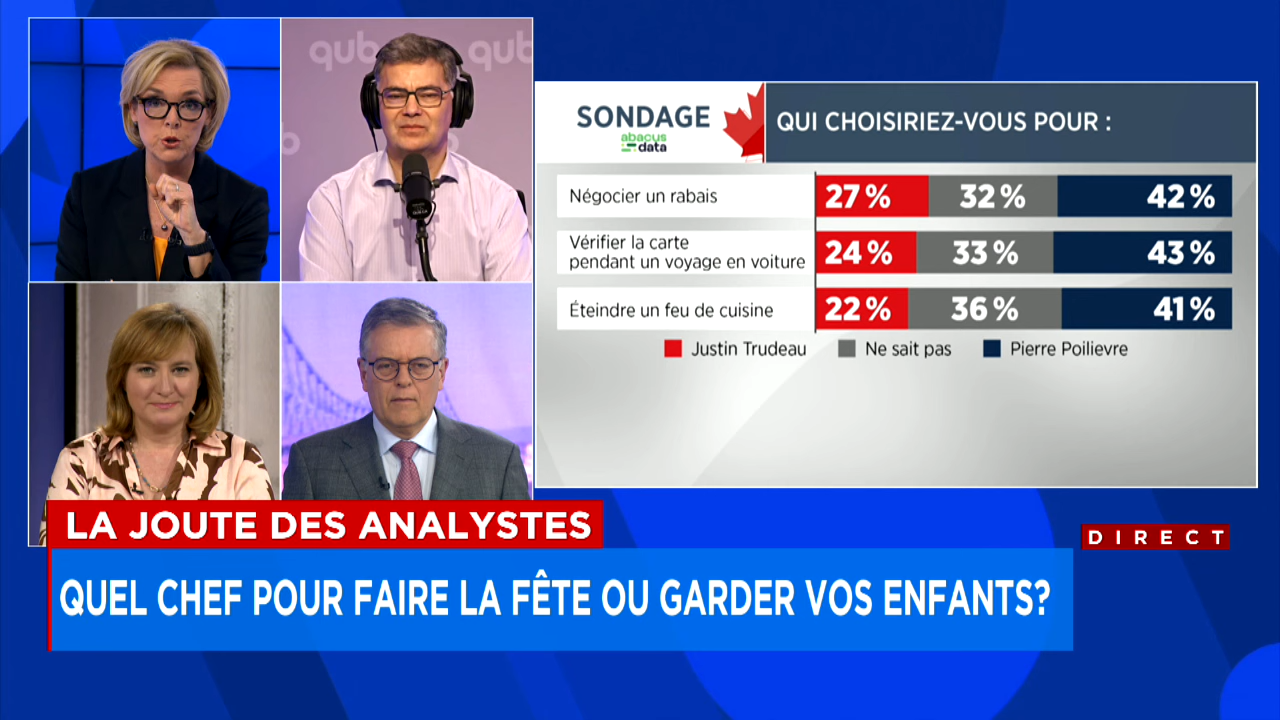 qub
qub
SONDAGE
abacus
data
QUI CHOISIRIEZ-VOUS POUR :
Négocier un rabais
27 % 32 % 42 %
Vérifier la carte
pendant un voyage en voiture
24 % 33 % 43 %
Éteindre un feu de cuisine
22 % 36 % 41 %
Justin Trudeau Ne sait pas Pierre Poilievre
LA JOUTE DES ANALYSTES
DIRECT
QUEL CHEF POUR FAIRE LA FÊTE OU GARDER VOS ENFANTS?